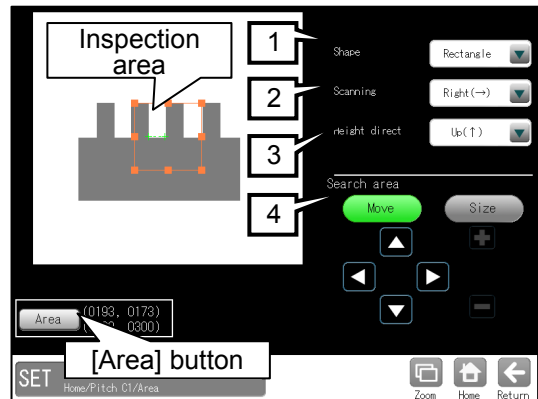 Inspection
area
1
Shape
Rectangle
2
Scanning
Right(→)
3
Height direct
Up(↑)
Search area
4
Move
Size
Area
(0193, 0173)
0300)
[Area] button
SET
Home/Pitch C1/Area
Zoom
Home
Return